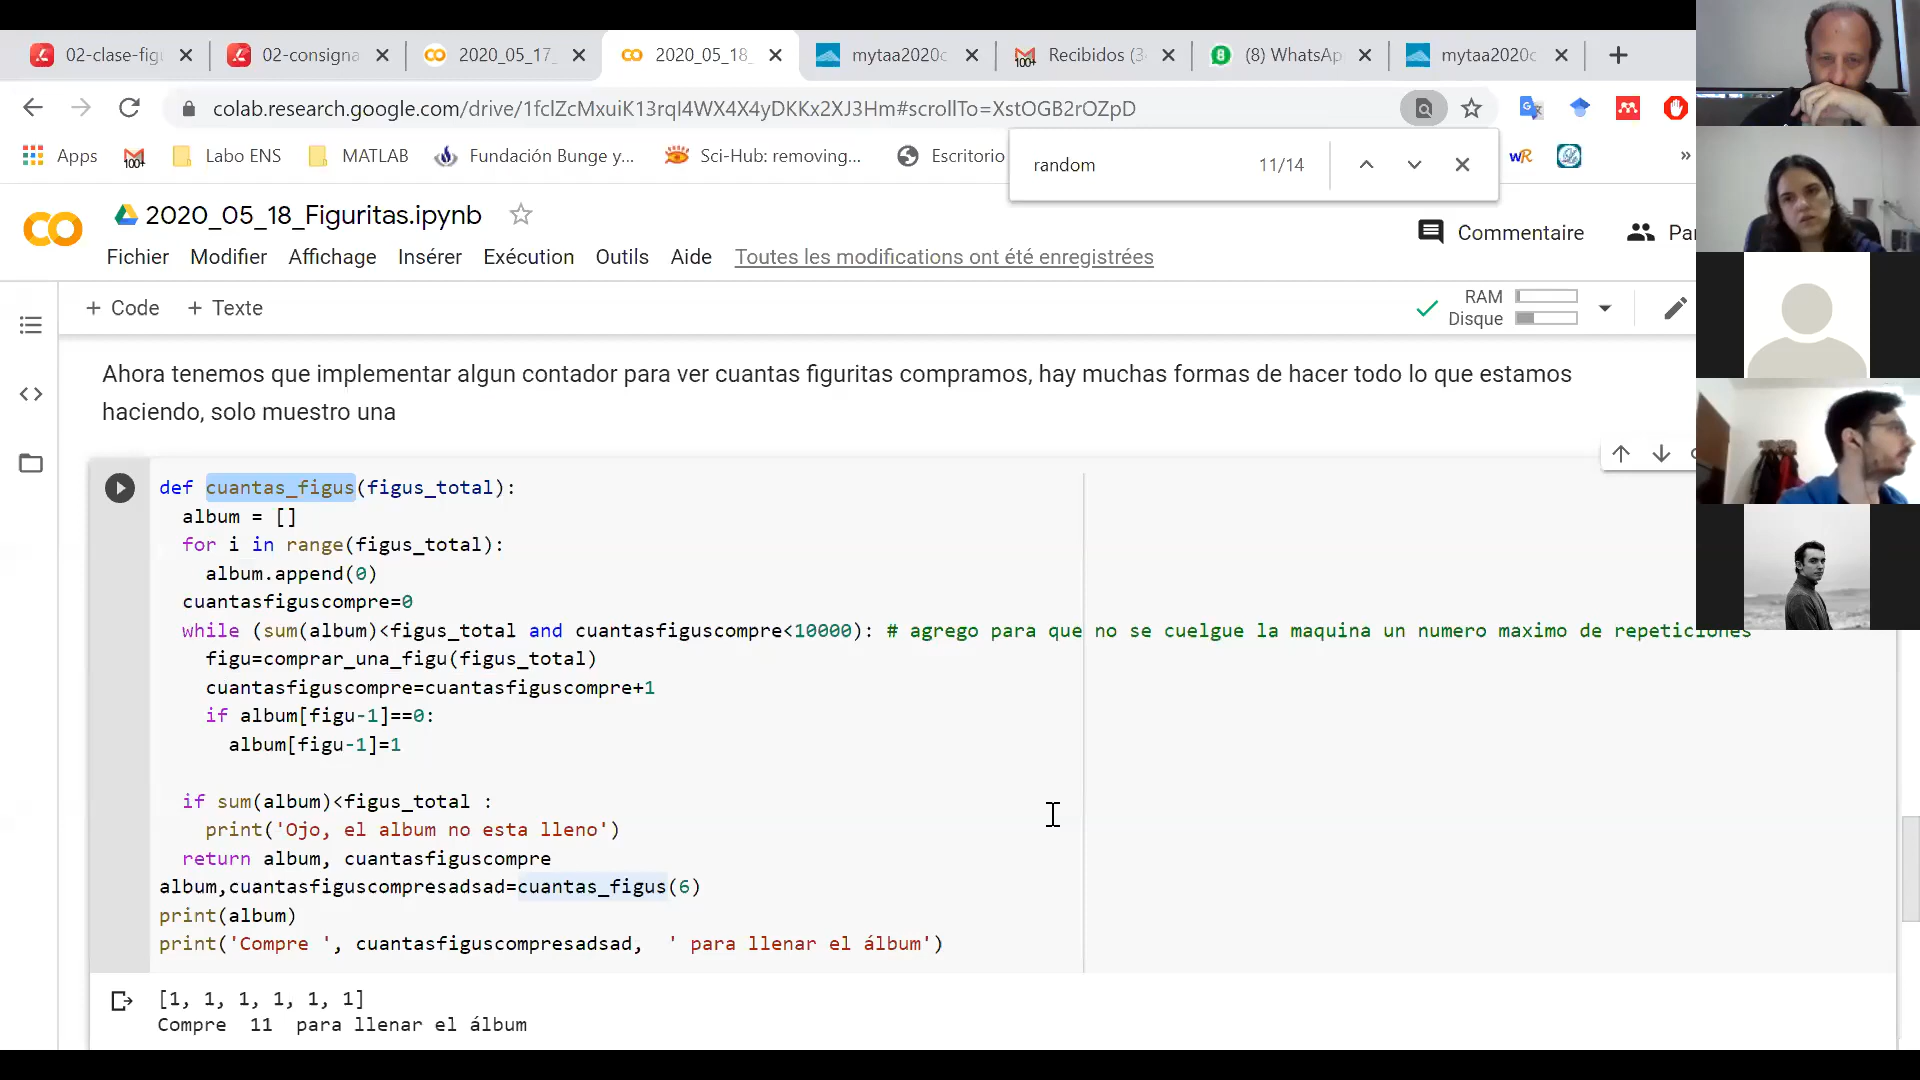 02-clase-fig
02-consigna
2020_05_17_
2020_05_18_
mytaa2020c
Recibidos (3
(8) WhatsAp
mytaa2020c
colab.research.google.com/drive/1fclZcMxuiK13rqI4WX4X4yDKKx2XJ3Hm#scrollTo=XstOGB2rOZpD
Apps
100+
Labo ENS
MATLAB
Fundación Bunge y...
Sci-Hub: removing...
Escritorio
random
11/14
wR
»
2020_05_18_Figuritas.ipynb
Commentaire
Par
Fichier Modifier Affichage Insérer Exécution Outils Aide Toutes les modifications ont été enregistrées
+ Code + Texte
RAM
Disque
Ahora tenemos que implementar algun contador para ver cuantas figuritas compramos, hay muchas formas de hacer todo lo que estamos
haciendo, solo muestro una
def cuantas_figus(figus_total):
album = []
for i in range(figus_total):
album.append(0)
cuantasfiguscompre=0
while (sum(album)<figus_total and cuantasfiguscompre<10000): # agrego para que no se cuelgue la maquina un numero maximo de repeticiones
figu=comprar_una_figu(figus_total)
cuantasfiguscompre=cuantasfiguscompre+1
if album[figu-1]==0:
album[figu-1]=1
if sum(album)<figus_total :
print('Ojo, el album no esta lleno')
return album, cuantasfiguscompre
album,cuantasfiguscompresadsad=cuantas_figus(6)
print(album)
print('Compre ', cuantasfiguscompresadsad,  ' para llenar el álbum')
[1, 1, 1, 1, 1, 1]
Compre  11  para llenar el álbum